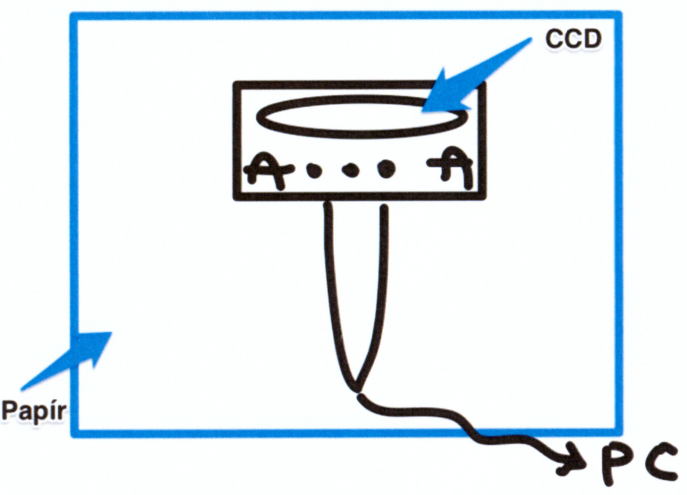 CCD
A . . . A
Papír
PC